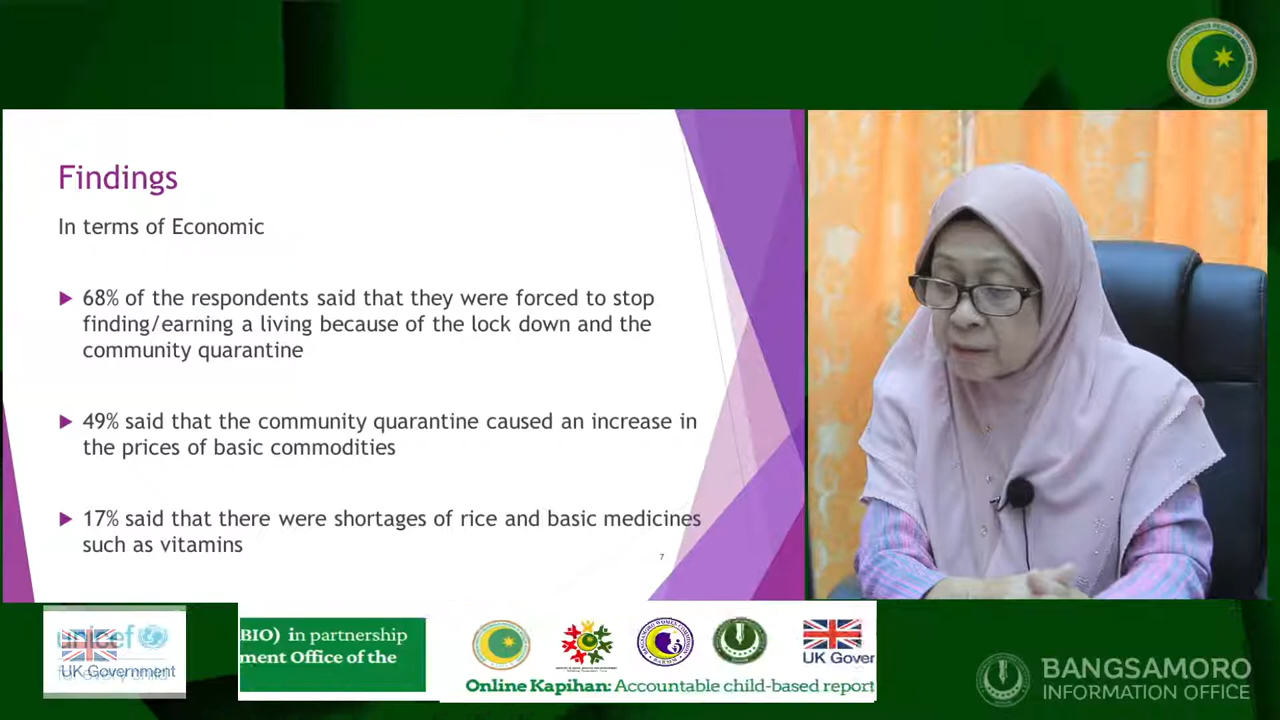 Findings
In terms of Economic
68% of the respondents said that they were forced to stop
finding/earning a living because of the lock down and the
community quarantine
49% said that the community quarantine caused an increase in
the prices of basic commodities
17% said that there were shortages of rice and basic medicines
such as vitamins
7
unicef
UK Government
BIO) in partnership
ment Office of the
UK Gover
Online Kapihan: Accountable child-based report
BANGSAMORO
INFORMATION OFFICE